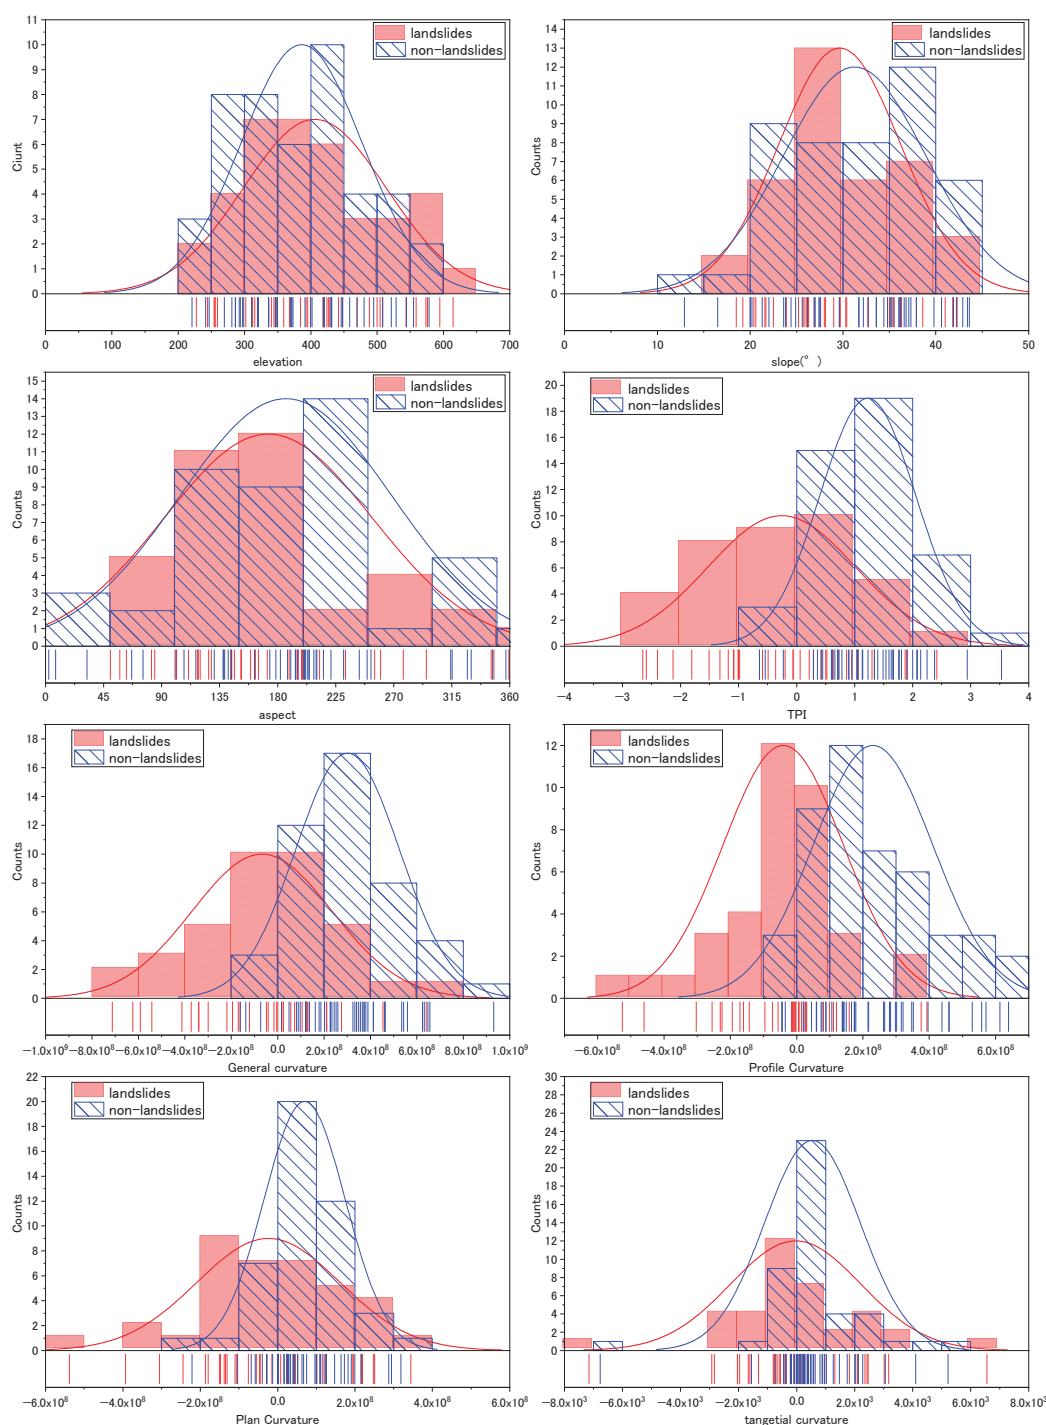 landslides
non-landslides
11
10
9
8
7
6
5
4
3
2
1
0
Ciunt
0 100 200 300 400 500 600 700
elevation
landslides
non-landslides
14
13
12
11
10
9
8
7
6
5
4
3
2
1
0
Counts
0 10 20 30 40 50
slope(°)
landslides
non-landslides
15
14
13
12
11
10
9
8
7
6
5
4
3
2
1
0
Counts
0 45 90 135 180 225 270 315 360
aspect
landslides
non-landslides
20
18
16
14
12
10
8
6
4
2
0
Counts
−4 −3 −2 −1 0 1 2 3 4
TPI
landslides
non-landslides
18
16
14
12
10
8
6
4
2
0
Counts
−1.0x10⁹ −8.0x10⁸ −6.0x10⁸ −4.0x10⁸ −2.0x10⁸ 0.0 2.0x10⁸ 4.0x10⁸ 6.0x10⁸ 8.0x10⁸ 1.0x10⁹
General curvature
landslides
non-landslides
12
10
8
6
4
2
0
Counts
−6.0x10⁸ −4.0x10⁸ −2.0x10⁸ 0.0 2.0x10⁸ 4.0x10⁸ 6.0x10⁸
Profile Curvature
landslides
non-landslides
22
20
18
16
14
12
10
8
6
4
2
0
Counts
−6.0x10⁸ −4.0x10⁸ −2.0x10⁸ 0.0 2.0x10⁸ 4.0x10⁸ 6.0x10⁸
Plan Curvature
landslides
non-landslides
30
28
26
24
22
20
18
16
14
12
10
8
6
4
2
0
Counts
−8.0x10³ −6.0x10³ −4.0x10³ −2.0x10³ 0.0 2.0x10³ 4.0x10³ 6.0x10³ 8.0x10³
tangetial curvature